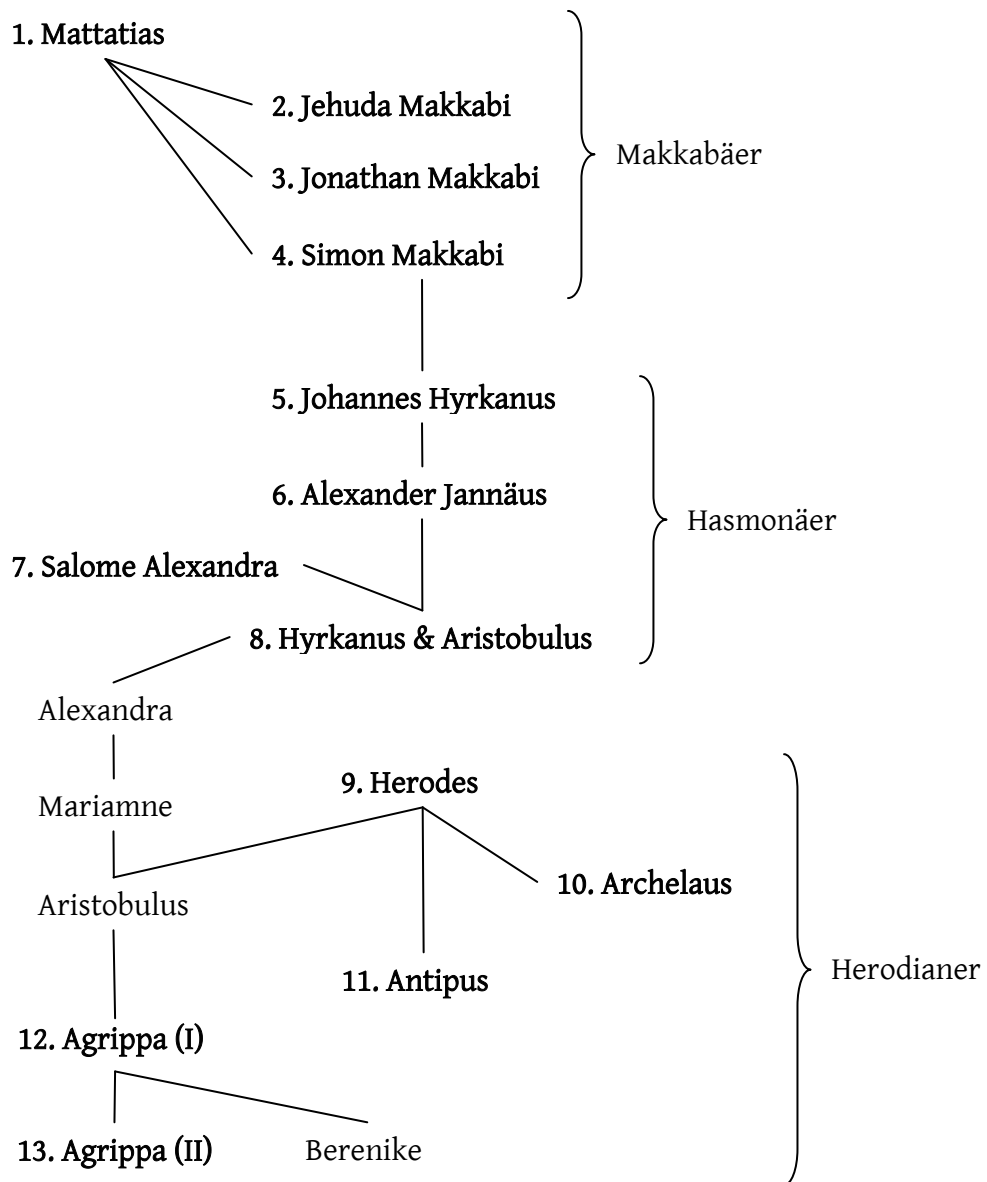 1. Mattatias
2. Jehuda Makkabi
Makkabäer
3. Jonathan Makkabi
4. Simon Makkabi
5. Johannes Hyrkanus
6. Alexander Jannäus
Hasmonäer
7. Salome Alexandra
8. Hyrkanus & Aristobulus
Alexandra
9. Herodes
Mariamne
10. Archelaus
Aristobulus
Herodianer
11. Antipus
12. Agrippa (I)
13. Agrippa (II)
Berenike